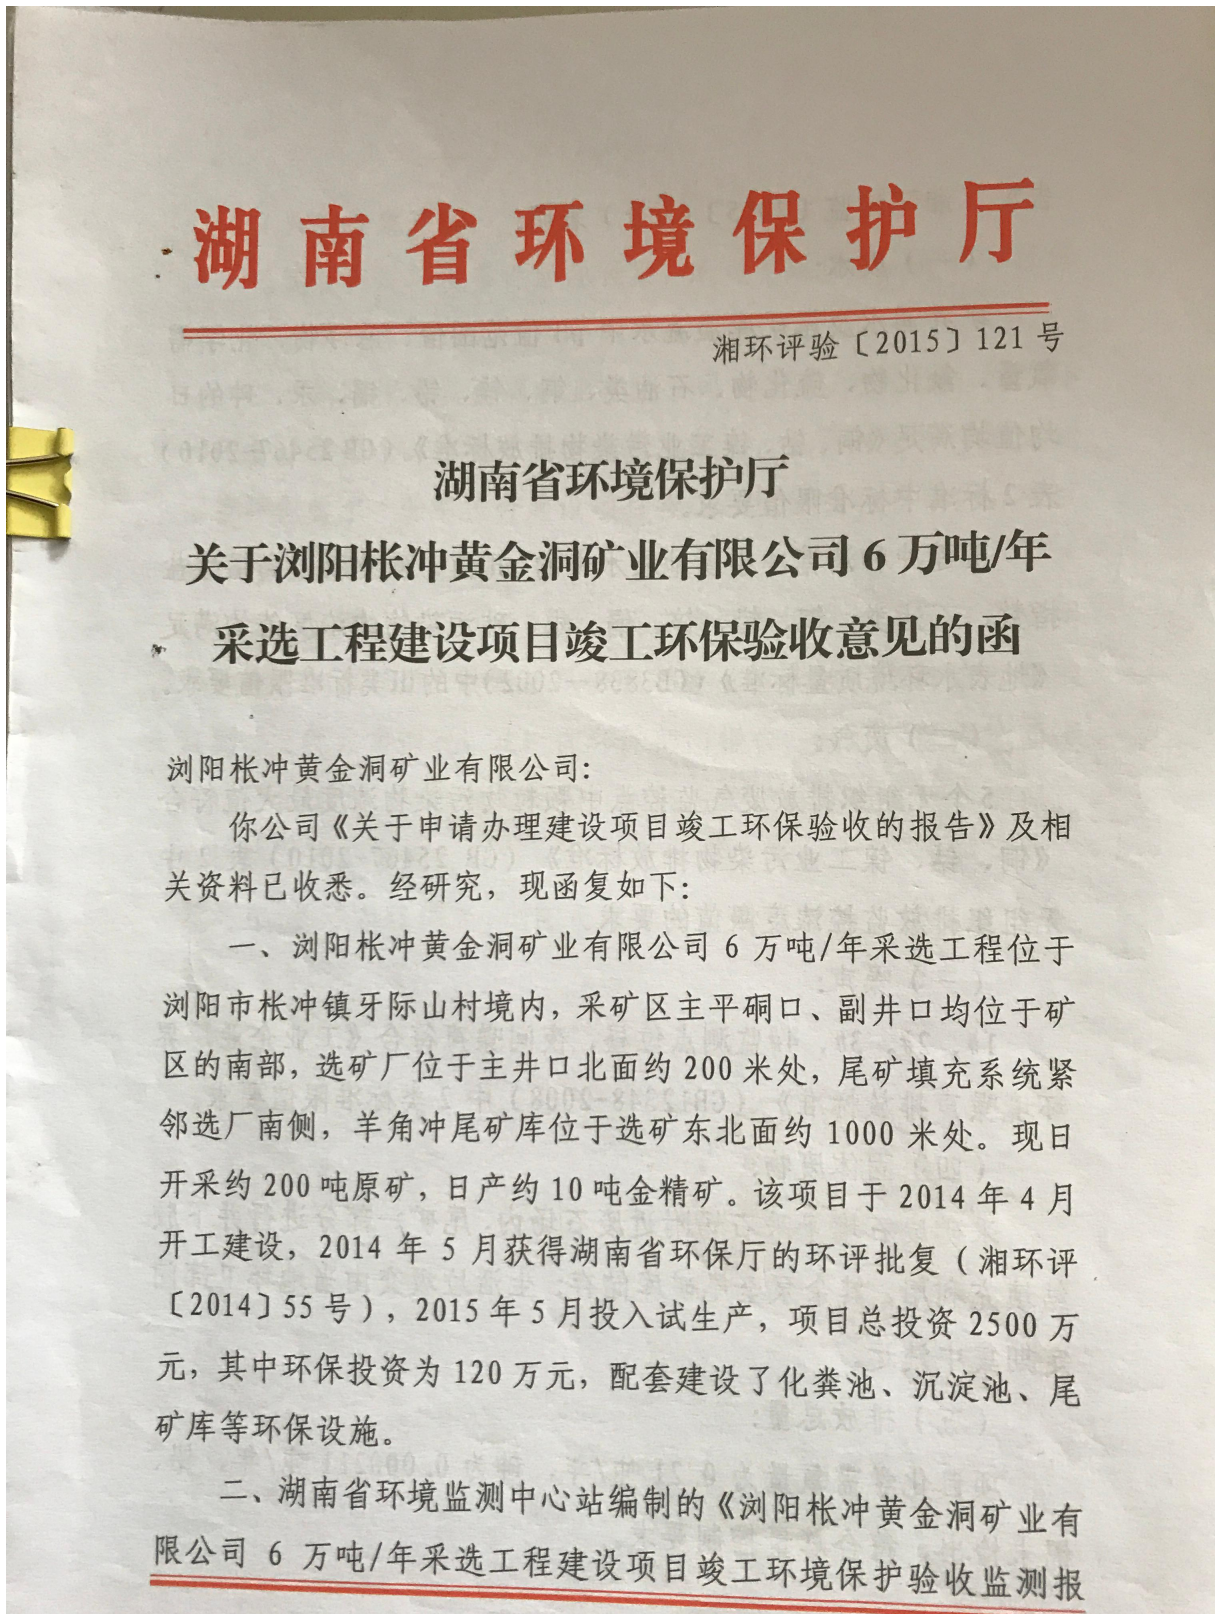 湖南省环境保护厅
湘环评验〔2015〕121号
湖南省环境保护厅
关于浏阳枨冲黄金洞矿业有限公司6万吨/年
采选工程建设项目竣工环保验收意见的函
浏阳枨冲黄金洞矿业有限公司:
你公司《关于申请办理建设项目竣工环保验收的报告》及相
关资料已收悉。经研究，现函复如下:
一、浏阳枨冲黄金洞矿业有限公司6万吨/年采选工程位于
浏阳市枨冲镇牙际山村境内，采矿区主平硐口、副井口均位于矿
区的南部，选矿厂位于主井口北面约200米处，尾矿填充系统紧
邻选厂南侧，羊角冲尾矿库位于选矿东北面约1000米处。现日
开采约200吨原矿，日产约10吨金精矿。该项目于2014年4月
开工建设，2014年5月获得湖南省环保厅的环评批复（湘环评
〔2014〕55号），2015年5月投入试生产，项目总投资2500万
元，其中环保投资为120万元，配套建设了化粪池、沉淀池、尾
矿库等环保设施。
二、湖南省环境监测中心站编制的《浏阳枨冲黄金洞矿业有
限公司6万吨/年采选工程建设项目竣工环境保护验收监测报